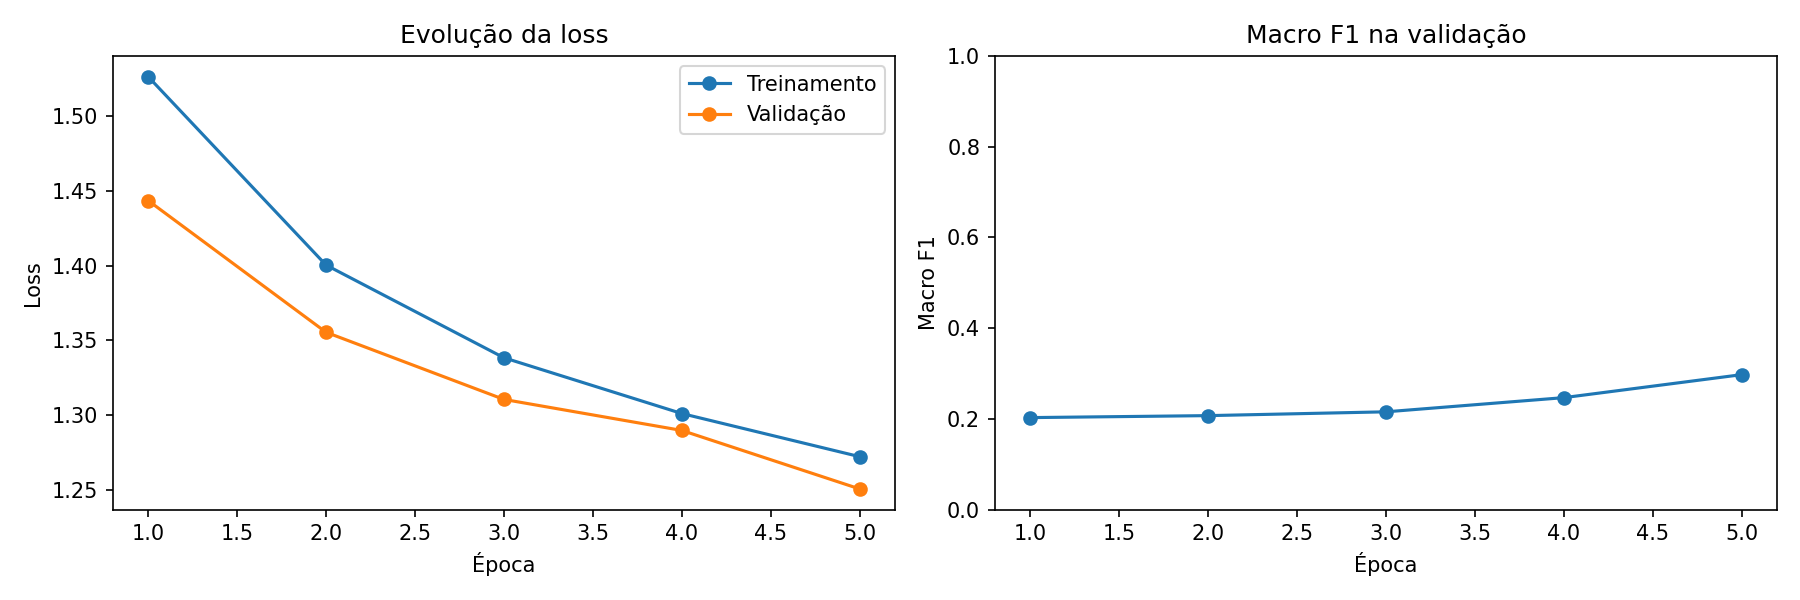 Evolução da loss
Treinamento
Validação
1.50
1.45
1.40
1.35
1.30
1.25
Loss
1.0 1.5 2.0 2.5 3.0 3.5 4.0 4.5 5.0
Época
Macro F1 na validação
1.0
0.8
0.6
0.4
0.2
0.0
Macro F1
1.0 1.5 2.0 2.5 3.0 3.5 4.0 4.5 5.0
Época